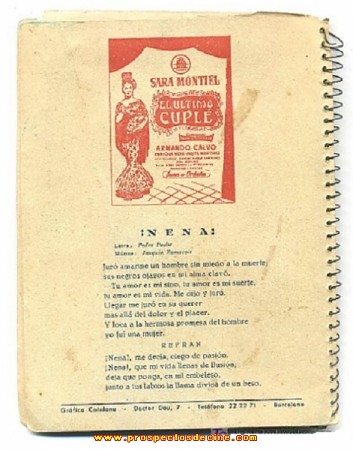 SARA MONTIEL
EL ULTIMO
CUPLE
ARMANDO CALVO
Juan de Orduña
¡NENA!
Letra: Pedro Puche
Música: Joaquín Zamacois
Juró amarme un hombre sin miedo a la muerte;
sus negros ojazos en mi alma clavó.
Tu amor es mi sino, tu amor es mi suerte,
tu amor es mi vida. Me dijo y juró.
Llegar me juró en su querer
mas allá del dolor y el placer.
Y loca a la hermosa promesa del hombre
yo fuí una mujer.
REFRAN
¡Nena!, me decía, ciego de pasión.
¡Nena!, que mi vida llenas de ilusión;
deja que ponga, en mi embeleso,
junto a tus labios la llama divina de un beso.
Gráfica Catalana - Doctor Dou, 7 - Teléfono 22 22 71 - Barcelona
www.prospectosdecine.com